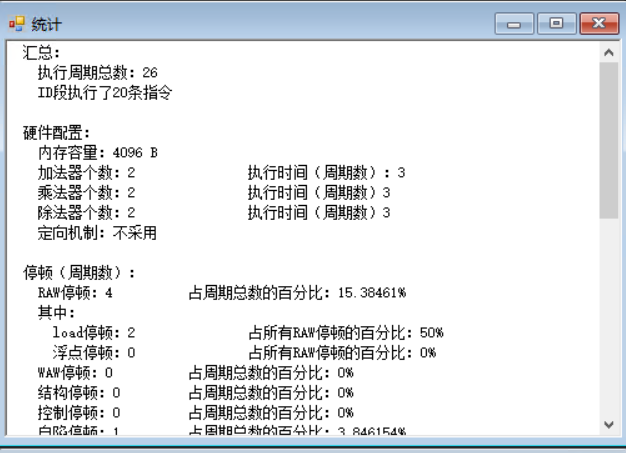 统计
汇总:
执行周期总数: 26
ID段执行了20条指令
硬件配置:
内存容量: 4096 B
加法器个数: 2 执行时间（周期数）: 3
乘法器个数: 2 执行时间（周期数）3
除法器个数: 2 执行时间（周期数）3
定向机制: 不采用
停顿（周期数）:
RAW停顿: 4 占周期总数的百分比: 15.38461%
其中:
load停顿: 2 占所有RAW停顿的百分比: 50%
浮点停顿: 0 占所有RAW停顿的百分比: 0%
WAW停顿: 0 占周期总数的百分比: 0%
结构停顿: 0 占周期总数的百分比: 0%
控制停顿: 0 占周期总数的百分比: 0%
自陷停顿: 1 占周期总数的百分比: 3.846154%